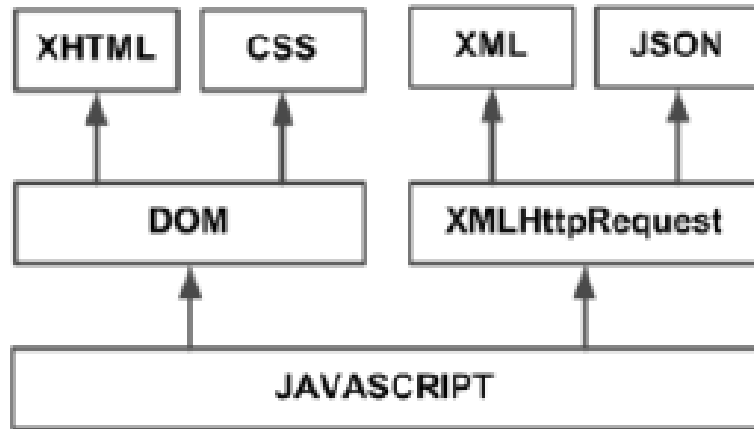 XHTML
CSS
XML
JSON
DOM
XMLHttpRequest
JAVASCRIPT